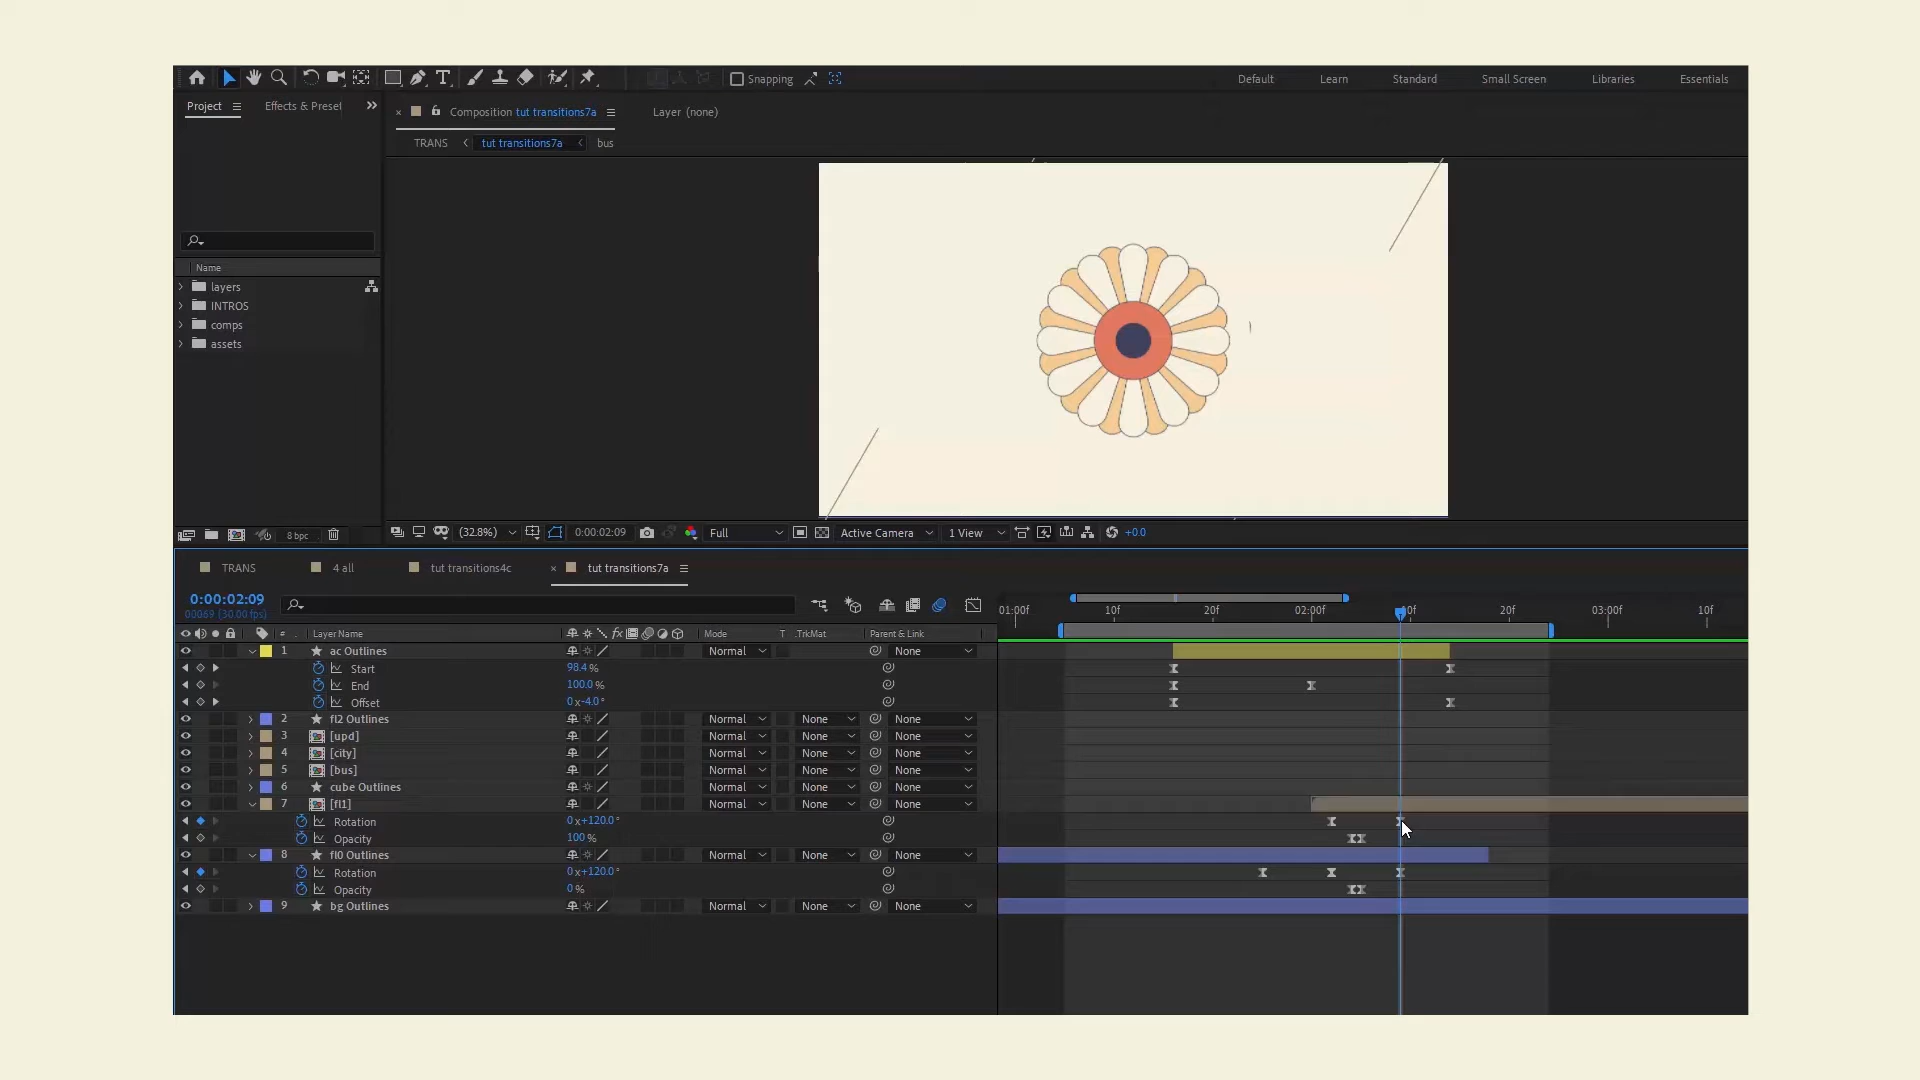 Snapping
Default Learn Standard Small Screen Libraries Essentials
Project Effects & Preset
Composition tut transitions7a Layer (none)
TRANS tut transitions7a bus
Name
layers
INTROS
comps
assets
8 bpc
(32.8%) 0:00:02:09 Full Active Camera 1 View +0.0
TRANS 4 all tut transitions4c tut transitions7a
0:00:02:09
00069 (30.00 fps)
01:00f 10f 20f 02:00f 20f 03:00f 10f
# Layer Name fx Mode T .TrkMat Parent & Link
1 ac Outlines Normal None
Start 98.4 %
End 100.0 %
Offset 0x-4.0°
2 fl2 Outlines Normal None None
3 [upd] Normal None None
4 [city] Normal None None
5 [bus] Normal None None
6 cube Outlines Normal None None
7 [fl1] Normal None None
Rotation 0x+120.0°
Opacity 100 %
8 fl0 Outlines Normal None None
Rotation 0x+120.0°
Opacity 0 %
9 bg Outlines Normal None None